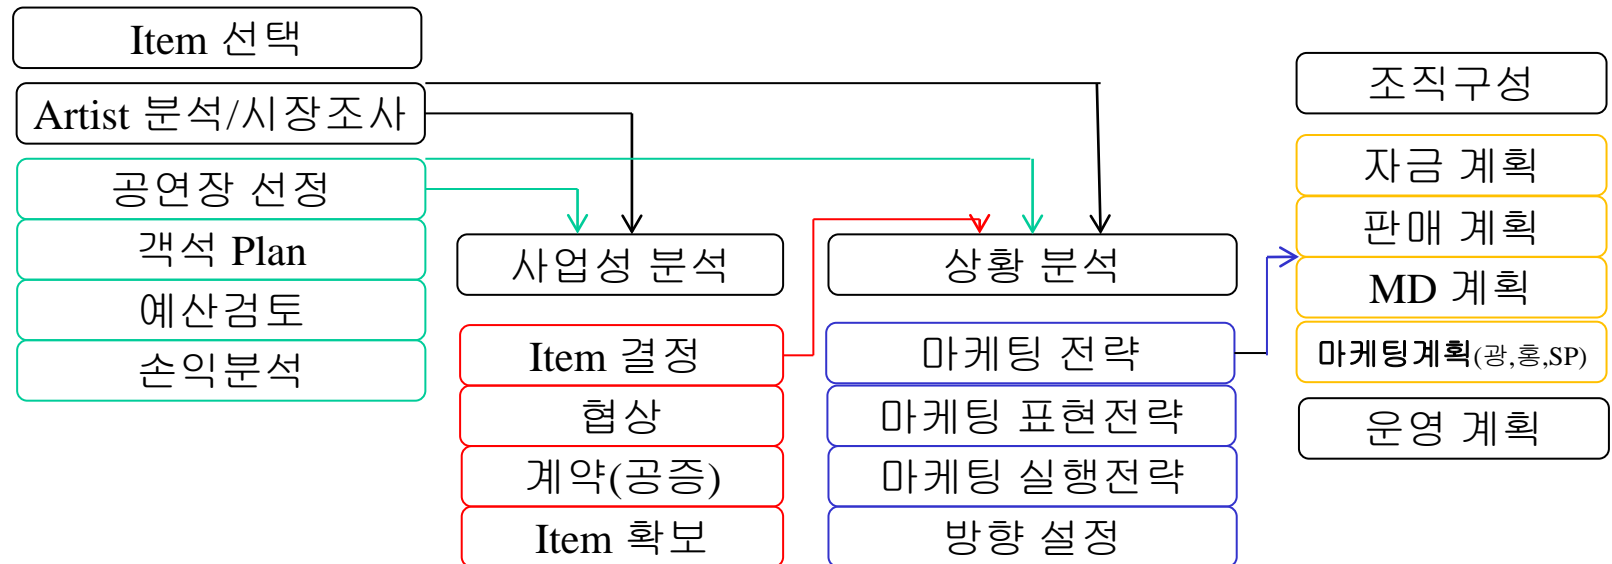 Item 선택
Artist 분석/시장조사
공연장 선정
객석 Plan
예산검토
손익분석
사업성 분석
Item 결정
협상
계약(공증)
Item 확보
상황 분석
마케팅 전략
마케팅 표현전략
마케팅 실행전략
방향 설정
조직구성
자금 계획
판매 계획
MD 계획
마케팅계획(광,홍,SP)
운영 계획